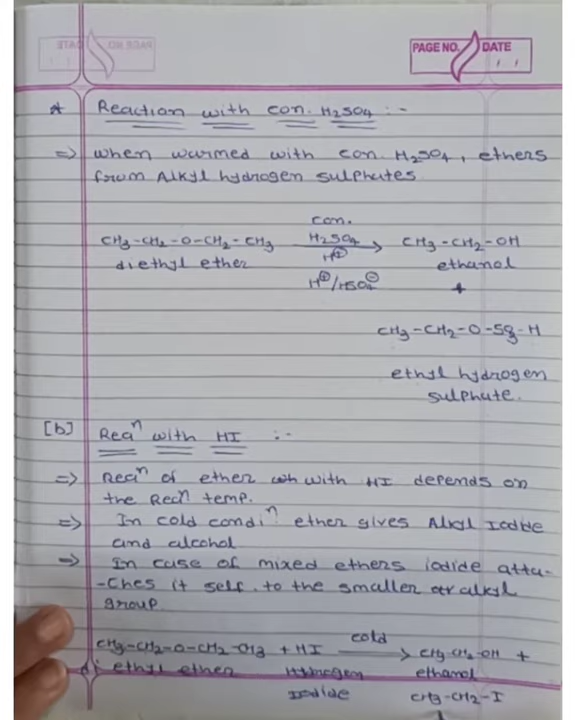 PAGE NO. DATE
* Reaction with con. H2SO4 :-
=> when warmed with con. H2SO4, ethers
from Alkyl hydrogen sulphates
con.
CH3-CH2-O-CH2-CH3 H2SO4 → CH3-CH2-OH
H⊕
diethyl ether ethanol
H⊕/HSO4⊖ +
CH3-CH2-O-SO3-H
ethyl hydrogen
sulphate.
[b] Reaⁿ with HI :-
=> Reaⁿ of ether wh with HI depends on
the Reaⁿ temp.
=> In cold condiⁿ ether gives Alkyl Iodide
and alcohol
=> In case of mixed ethers iodide atta-
-ches it self to the smaller alkyl
group
CH3-CH2-O-CH2-CH3 + HI cold → CH3-CH2-OH +
di ethyl ether Hydrogen ethanol
Iodide CH3-CH2-I